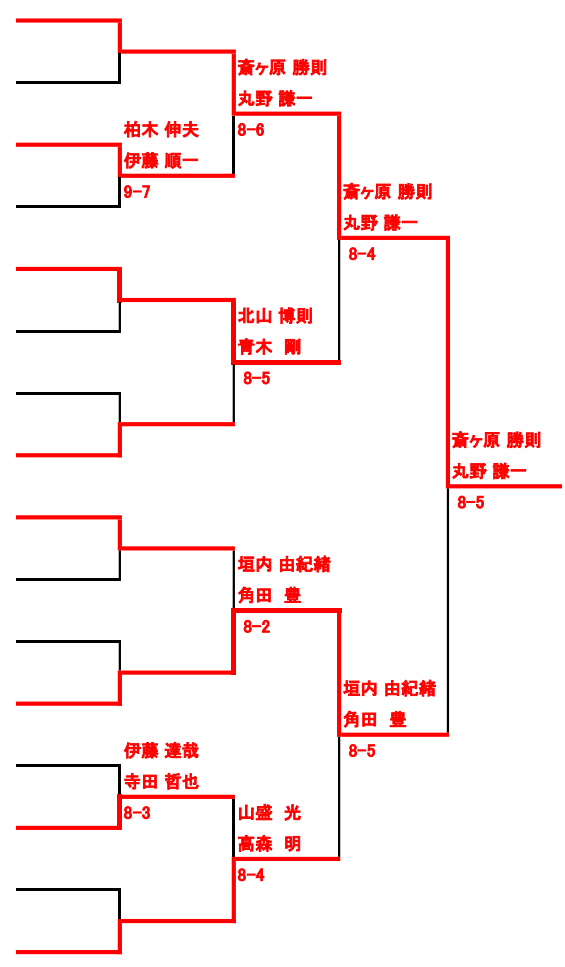 斎ヶ原 勝則
丸野 謙一
8-6
柏木 伸夫
伊藤 順一
9-7
斎ヶ原 勝則
丸野 謙一
8-4
北山 博則
青木　剛
8-5
斎ヶ原 勝則
丸野 謙一
8-5
垣内 由紀緒
角田　豊
8-2
垣内 由紀緒
角田　豊
8-5
伊藤 達哉
寺田 哲也
8-3
山盛　光
高森　明
8-4